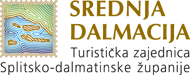 SREDNJA
DALMACIJA
Turistička zajednica
Splitsko-dalmatinske županije